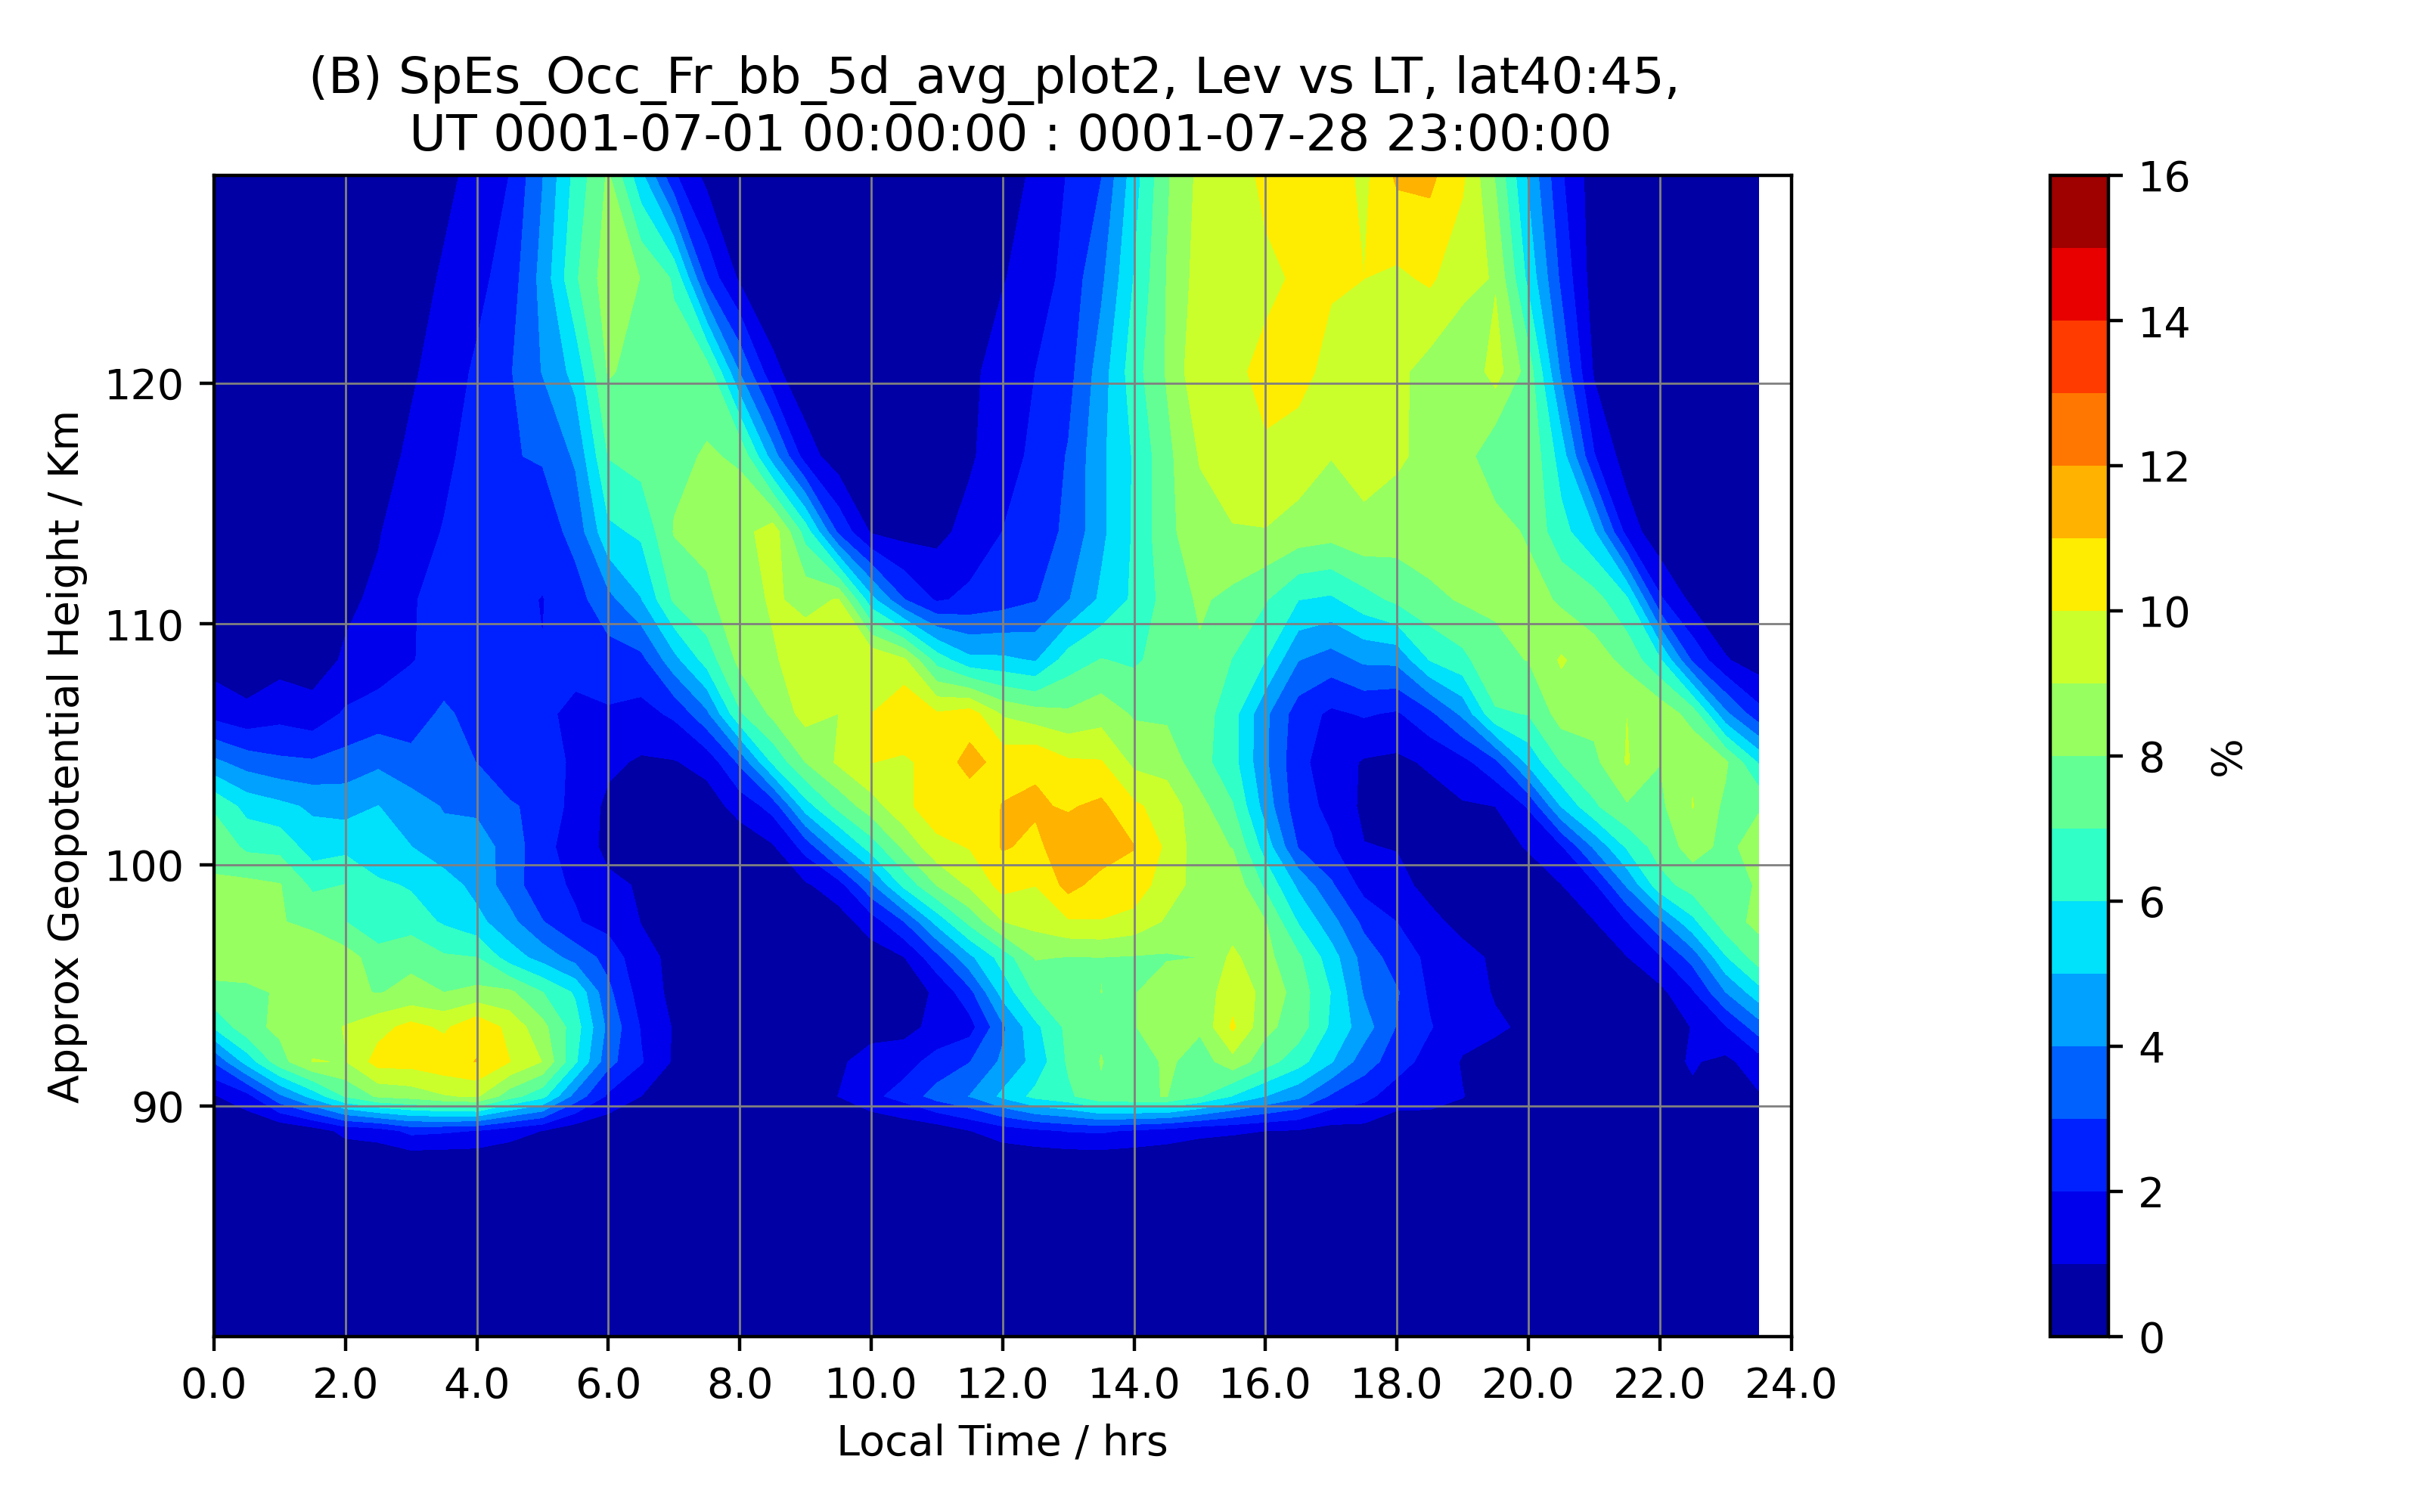 (B) SpEs_Occ_Fr_bb_5d_avg_plot2, Lev vs LT, lat40:45,
UT 0001-07-01 00:00:00 : 0001-07-28 23:00:00
Approx Geopotential Height / Km
120
110
100
90
0.0 2.0 4.0 6.0 8.0 10.0 12.0 14.0 16.0 18.0 20.0 22.0 24.0
Local Time / hrs
16
14
12
10
8
6
4
2
0
%